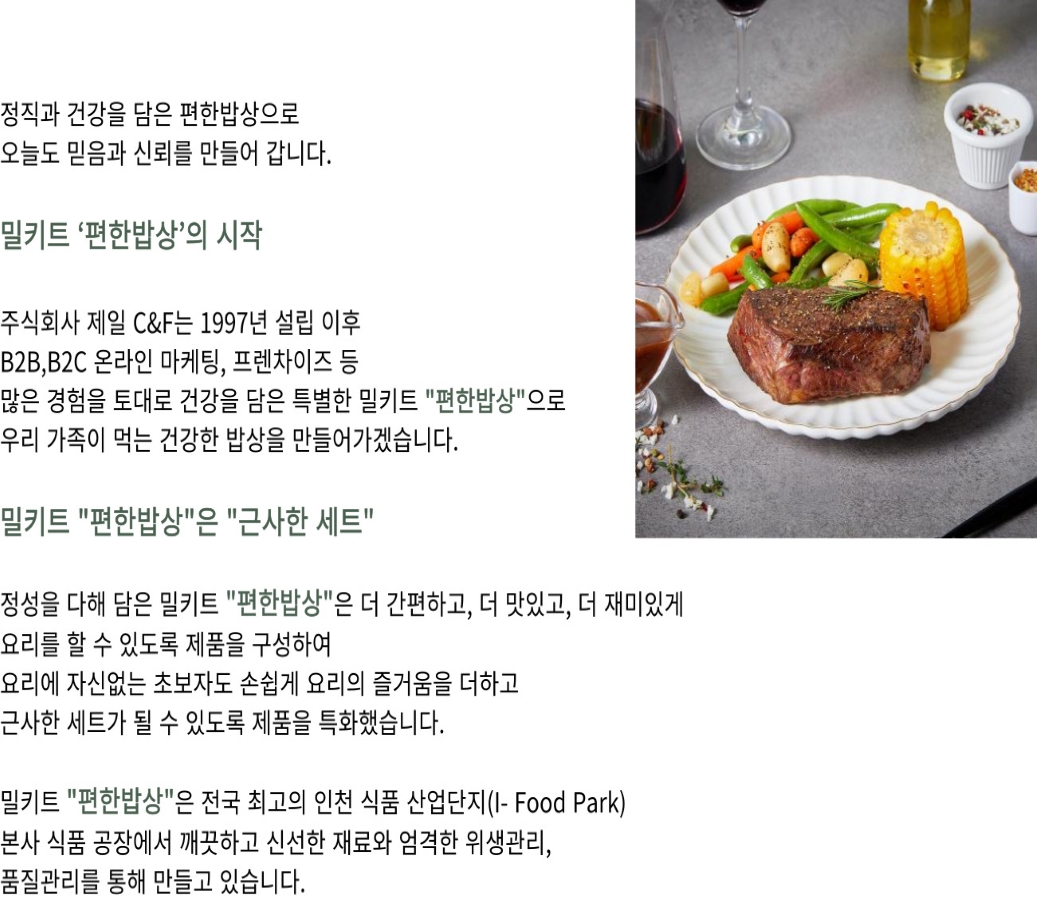 정직과 건강을 담은 편한밥상으로
오늘도 믿음과 신뢰를 만들어 갑니다.
밀키트 ‘편한밥상’의 시작
주식회사 제일 C&F는 1997년 설립 이후
B2B,B2C 온라인 마케팅, 프렌차이즈 등
많은 경험을 토대로 건강을 담은 특별한 밀키트 "편한밥상"으로
우리 가족이 먹는 건강한 밥상을 만들어가겠습니다.
밀키트 "편한밥상"은 "근사한 세트"
정성을 다해 담은 밀키트 "편한밥상"은 더 간편하고, 더 맛있고, 더 재미있게
요리를 할 수 있도록 제품을 구성하여
요리에 자신없는 초보자도 손쉽게 요리의 즐거움을 더하고
근사한 세트가 될 수 있도록 제품을 특화했습니다.
밀키트 "편한밥상"은 전국 최고의 인천 식품 산업단지(I- Food Park)
본사 식품 공장에서 깨끗하고 신선한 재료와 엄격한 위생관리,
품질관리를 통해 만들고 있습니다.